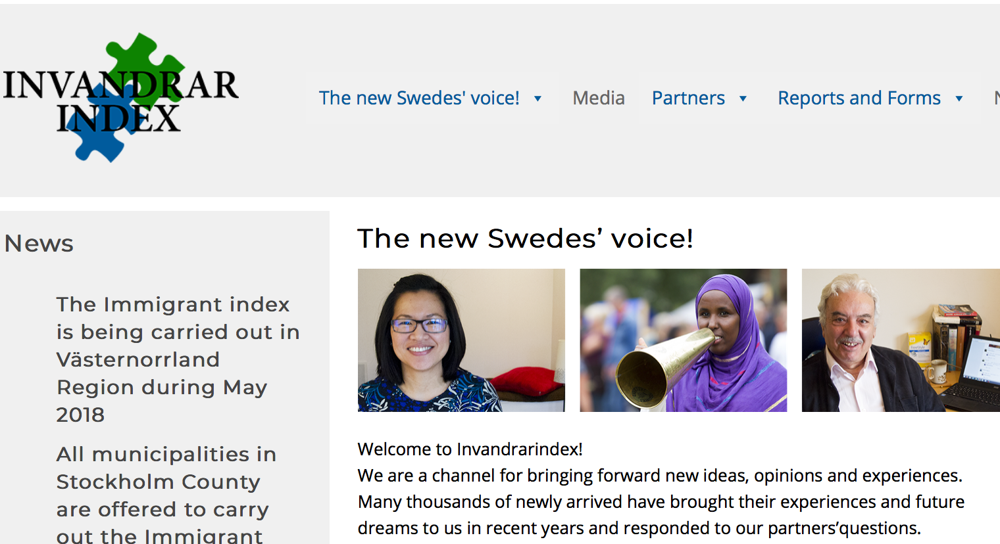 INVANDRAR
INDEX
The new Swedes' voice!
Media
Partners
Reports and Forms
News
The Immigrant index
is being carried out in
Västernorrland
Region during May
2018
All municipalities in
Stockholm County
are offered to carry
out the Immigrant
The new Swedes’ voice!
Welcome to Invandrarindex!
We are a channel for bringing forward new ideas, opinions and experiences.
Many thousands of newly arrived have brought their experiences and future
dreams to us in recent years and responded to our partners’questions.